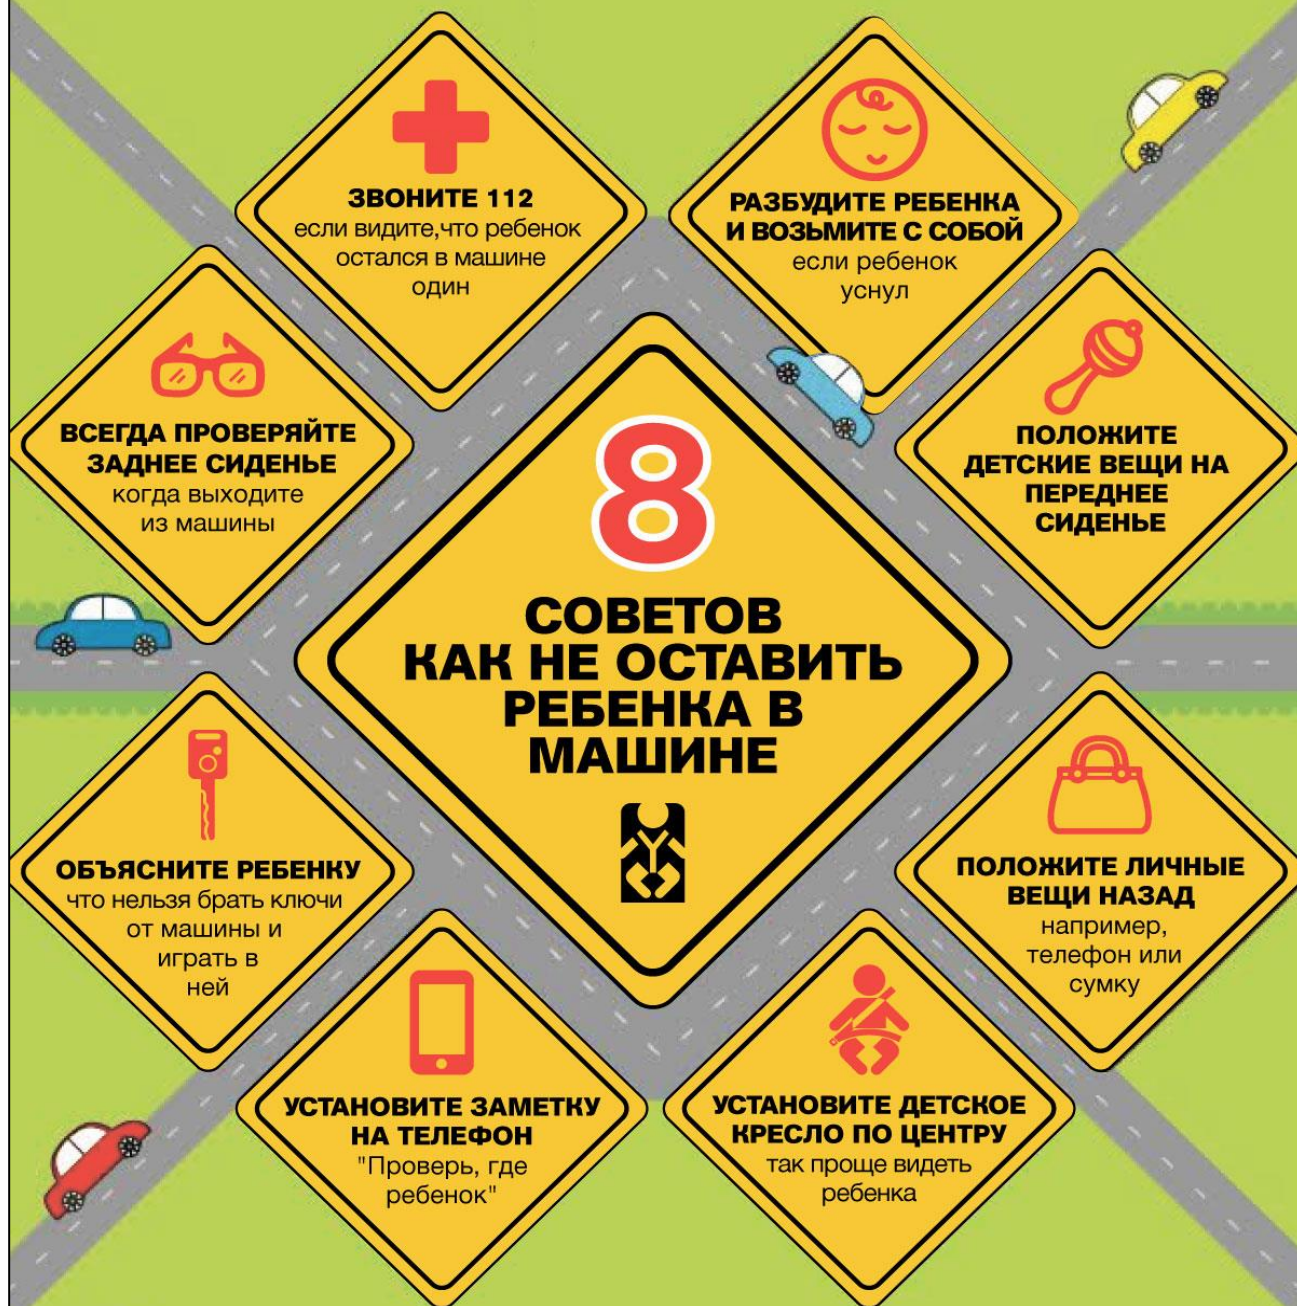 ЗВОНИТЕ 112
если видите,что ребенок
остался в машине
один
РАЗБУДИТЕ РЕБЕНКА
И ВОЗЬМИТЕ С СОБОЙ
если ребенок
уснул
ВСЕГДА ПРОВЕРЯЙТЕ
ЗАДНЕЕ СИДЕНЬЕ
когда выходите
из машины
ПОЛОЖИТЕ
ДЕТСКИЕ ВЕЩИ НА
ПЕРЕДНЕЕ
СИДЕНЬЕ
8
СОВЕТОВ
КАК НЕ ОСТАВИТЬ
РЕБЕНКА В
МАШИНЕ
ОБЪЯСНИТЕ РЕБЕНКУ
что нельзя брать ключи
от машины и
играть в
ней
ПОЛОЖИТЕ ЛИЧНЫЕ
ВЕЩИ НАЗАД
например,
телефон или
сумку
УСТАНОВИТЕ ЗАМЕТКУ
НА ТЕЛЕФОН
"Проверь, где
ребенок"
УСТАНОВИТЕ ДЕТСКОЕ
КРЕСЛО ПО ЦЕНТРУ
так проще видеть
ребенка